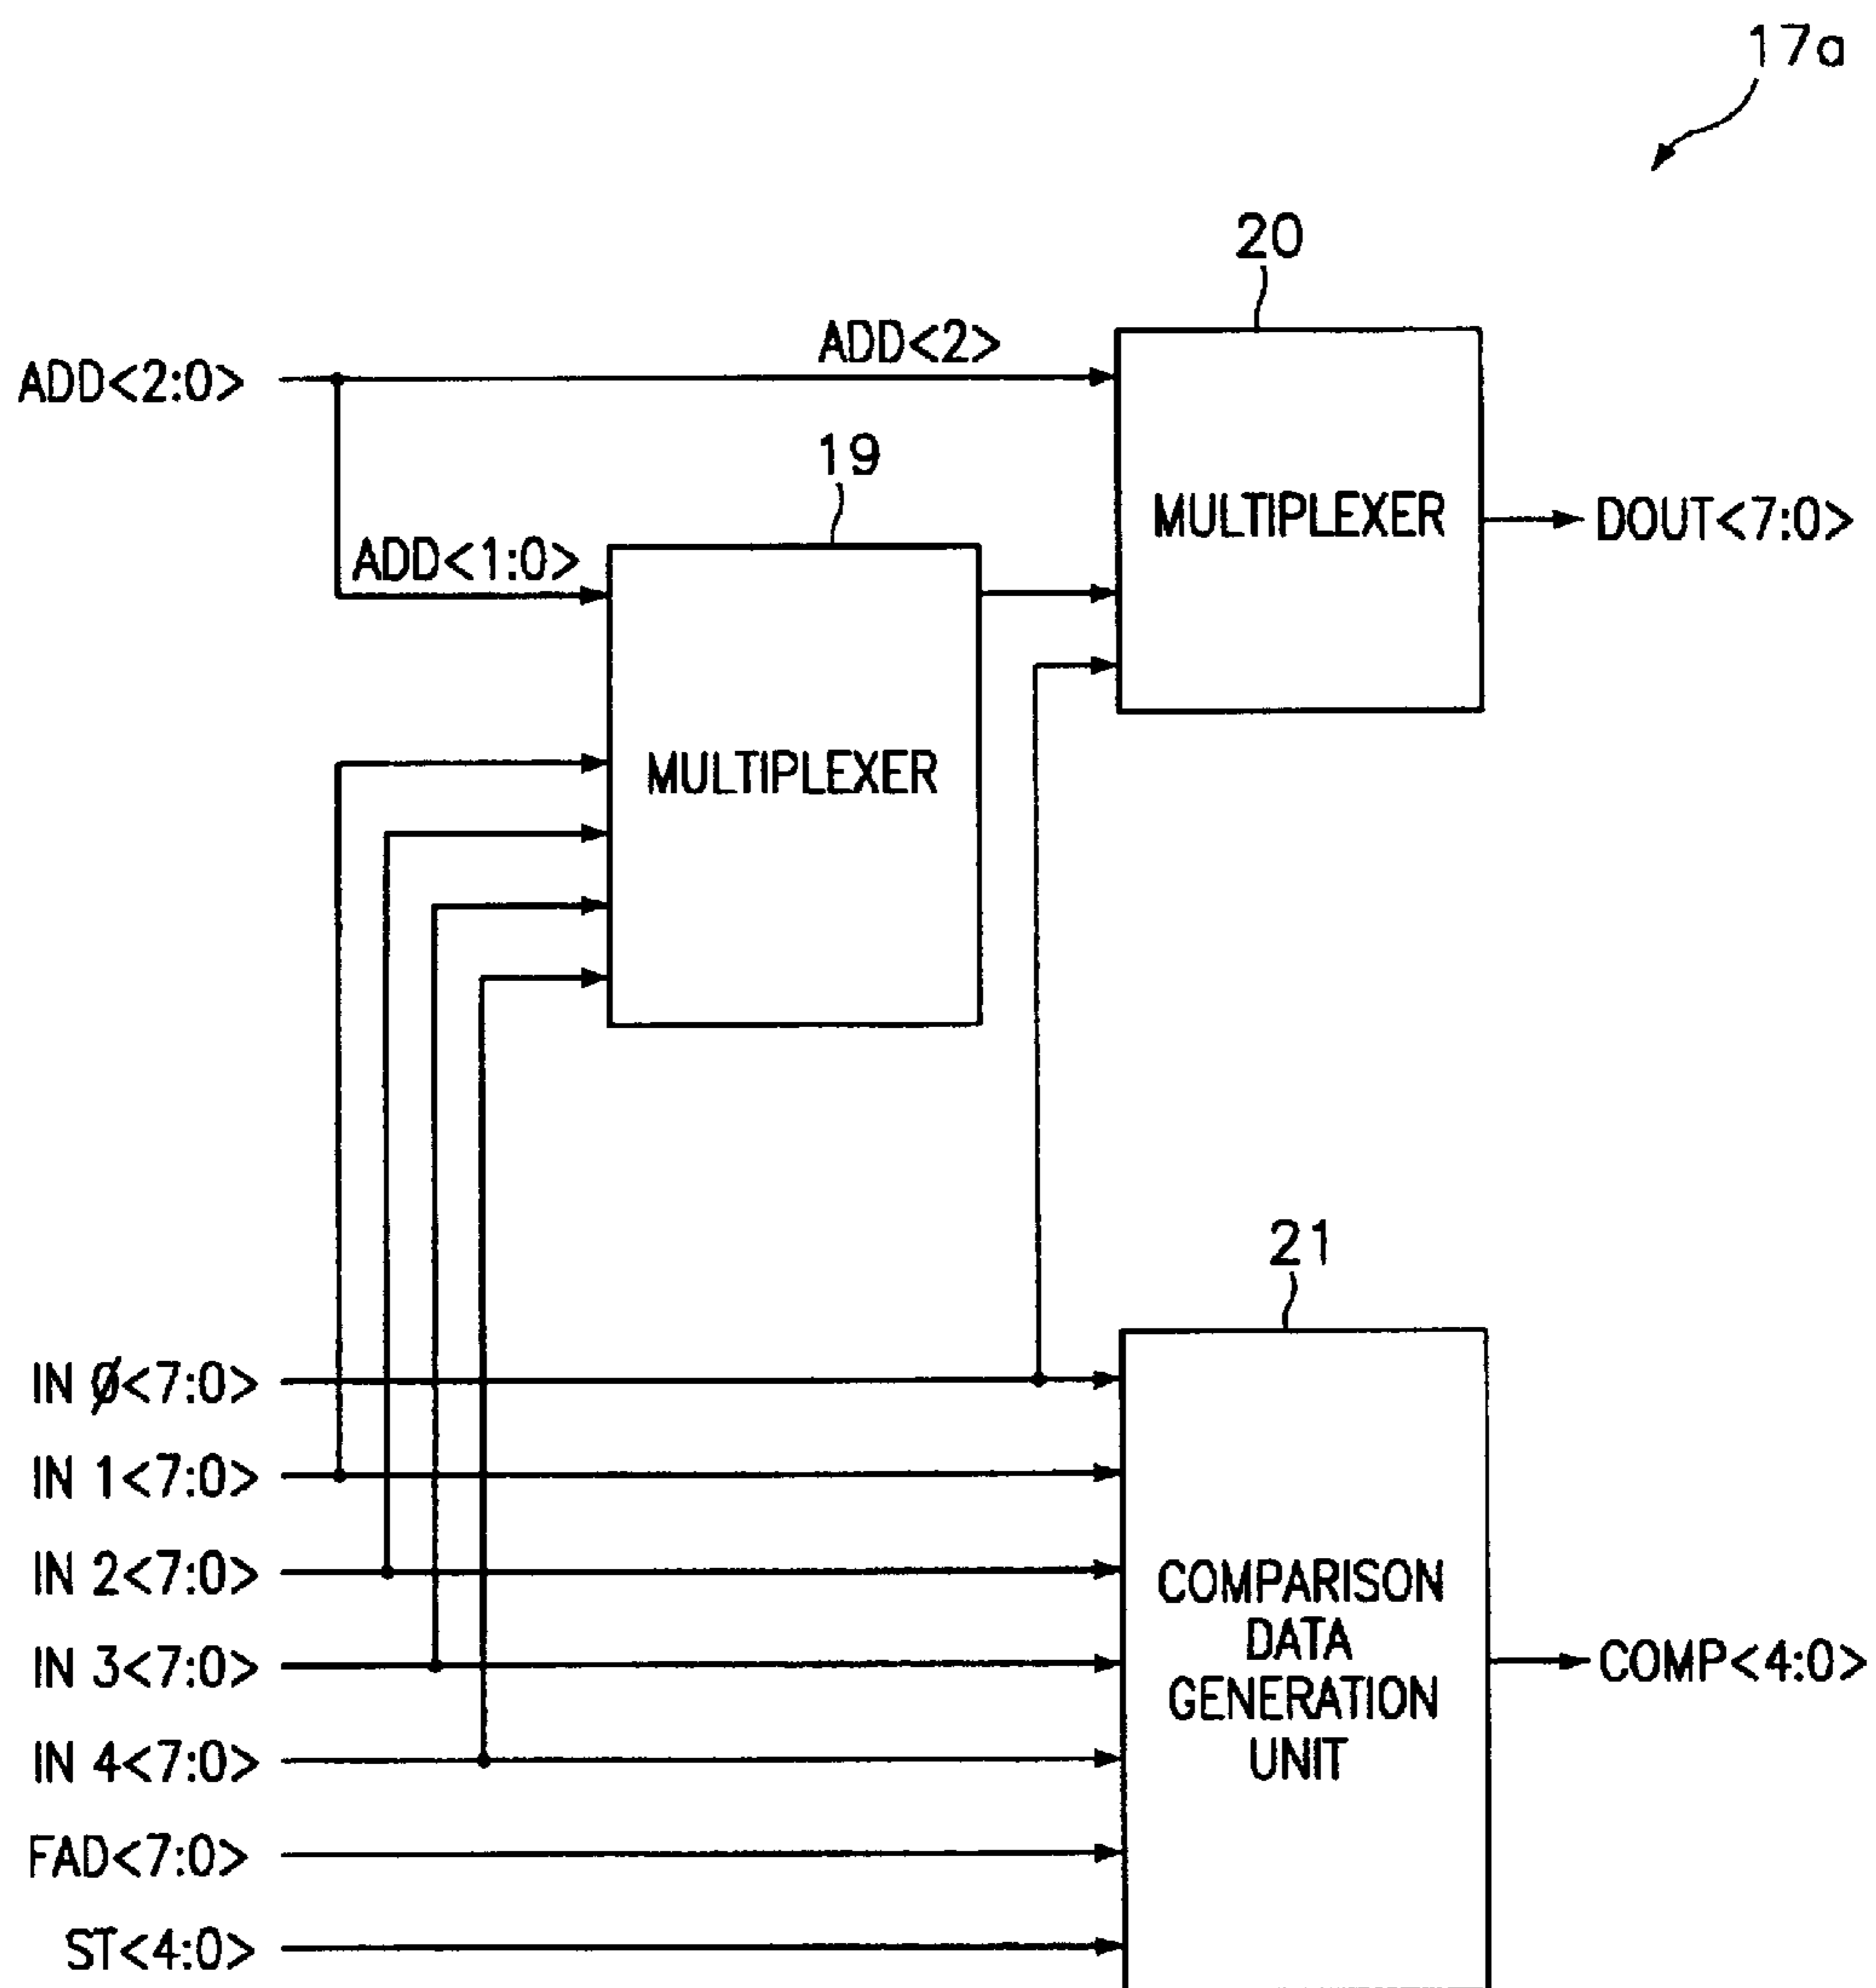 17a
20
ADD<2:0>
ADD<2>
19
MULTIPLEXER
DOUT<7:0>
ADD<1:0>
MULTIPLEXER
21
IN Ø<7:0>
IN 1<7:0>
IN 2<7:0>
IN 3<7:0>
IN 4<7:0>
FAD<7:0>
ST<4:0>
COMPARISON
DATA
GENERATION
UNIT
COMP<4:0>